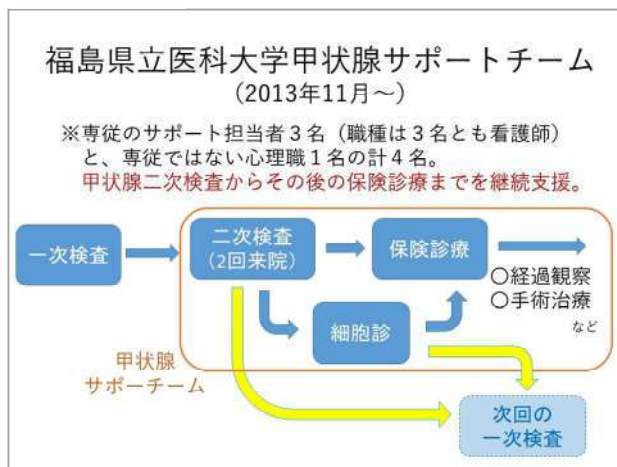 福島県立医科大学甲状腺サポートチーム
（2013年11月～）
※専従のサポート担当者３名（職種は３名とも看護師）
と、専従ではない心理職１名の計４名。
甲状腺二次検査からその後の保険診療までを継続支援。
一次検査
二次検査
（2回来院）
保険診療
〇経過観察
〇手術治療
など
細胞診
甲状腺
サポーチーム
次回の
一次検査